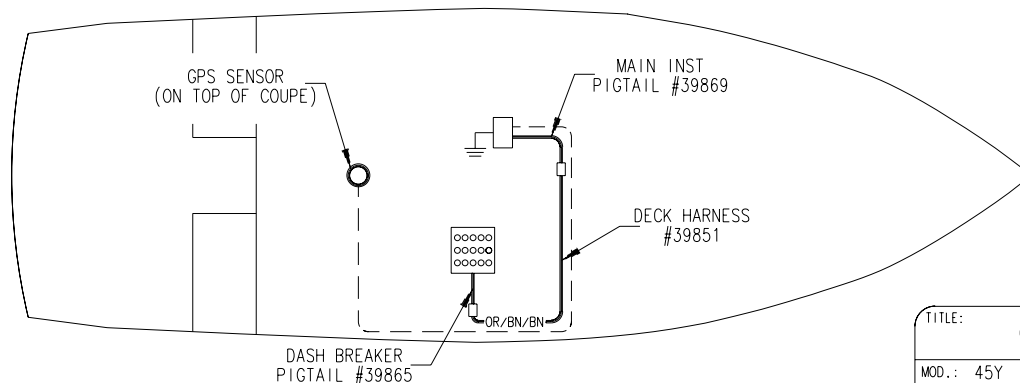 GPS SENSOR
(ON TOP OF COUPE)
MAIN INST
PIGTAIL #39869
DECK HARNESS
#39851
OR/BN/BN
DASH BREAKER
PIGTAIL #39865
TITLE:
MOD.: 45Y